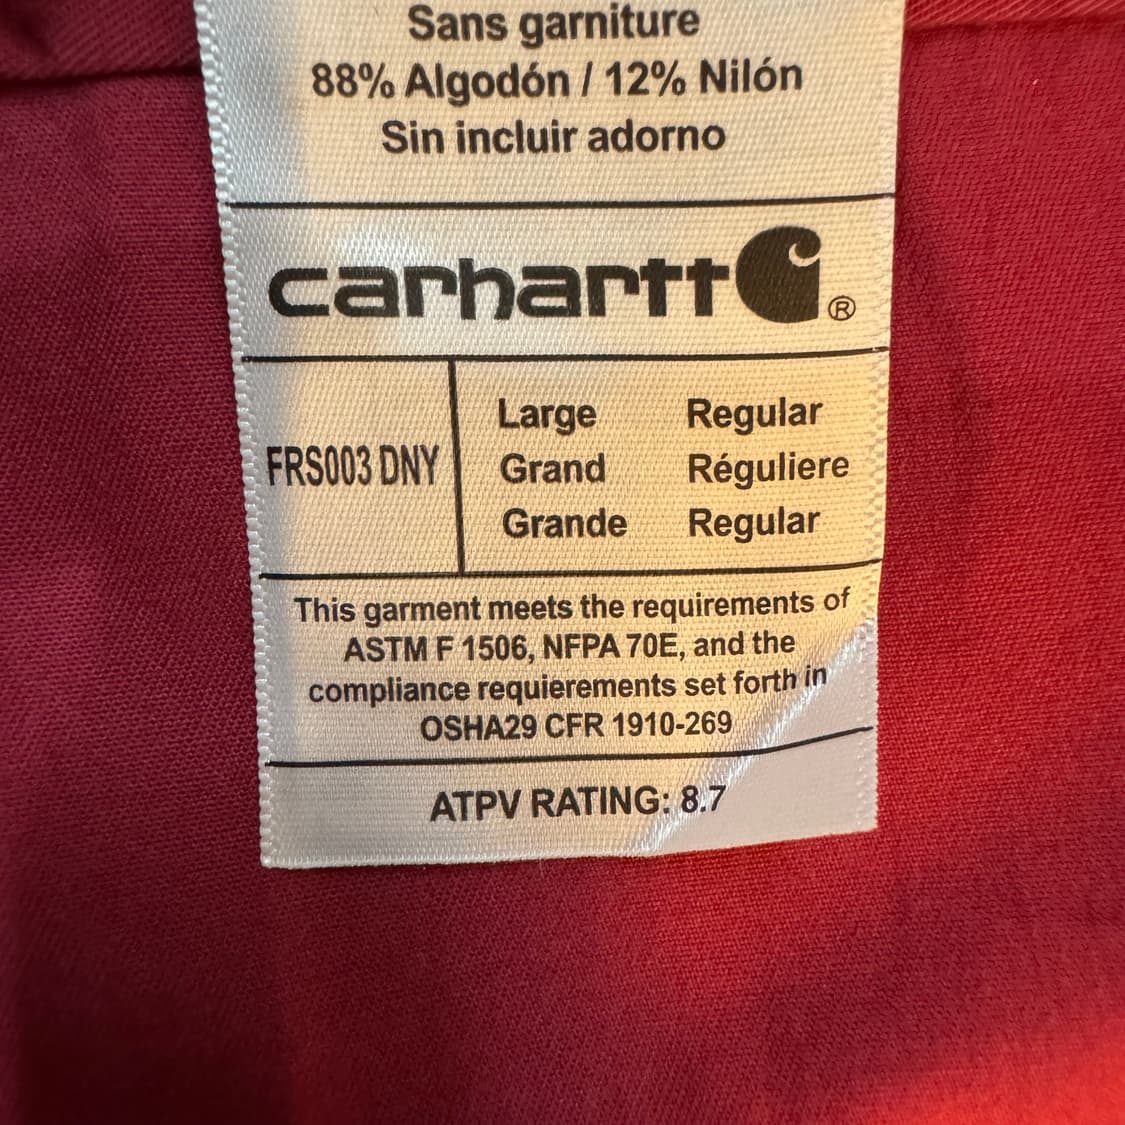 Sans garniture
88% Algodón / 12% Nilón
Sin incluir adorno
carhartt ®
FRS003 DNY
Large Regular
Grand Réguliere
Grande Regular
This garment meets the requirements of
ASTM F 1506, NFPA 70E, and the
compliance requierements set forth in
OSHA29 CFR 1910-269
ATPV RATING: 8.7